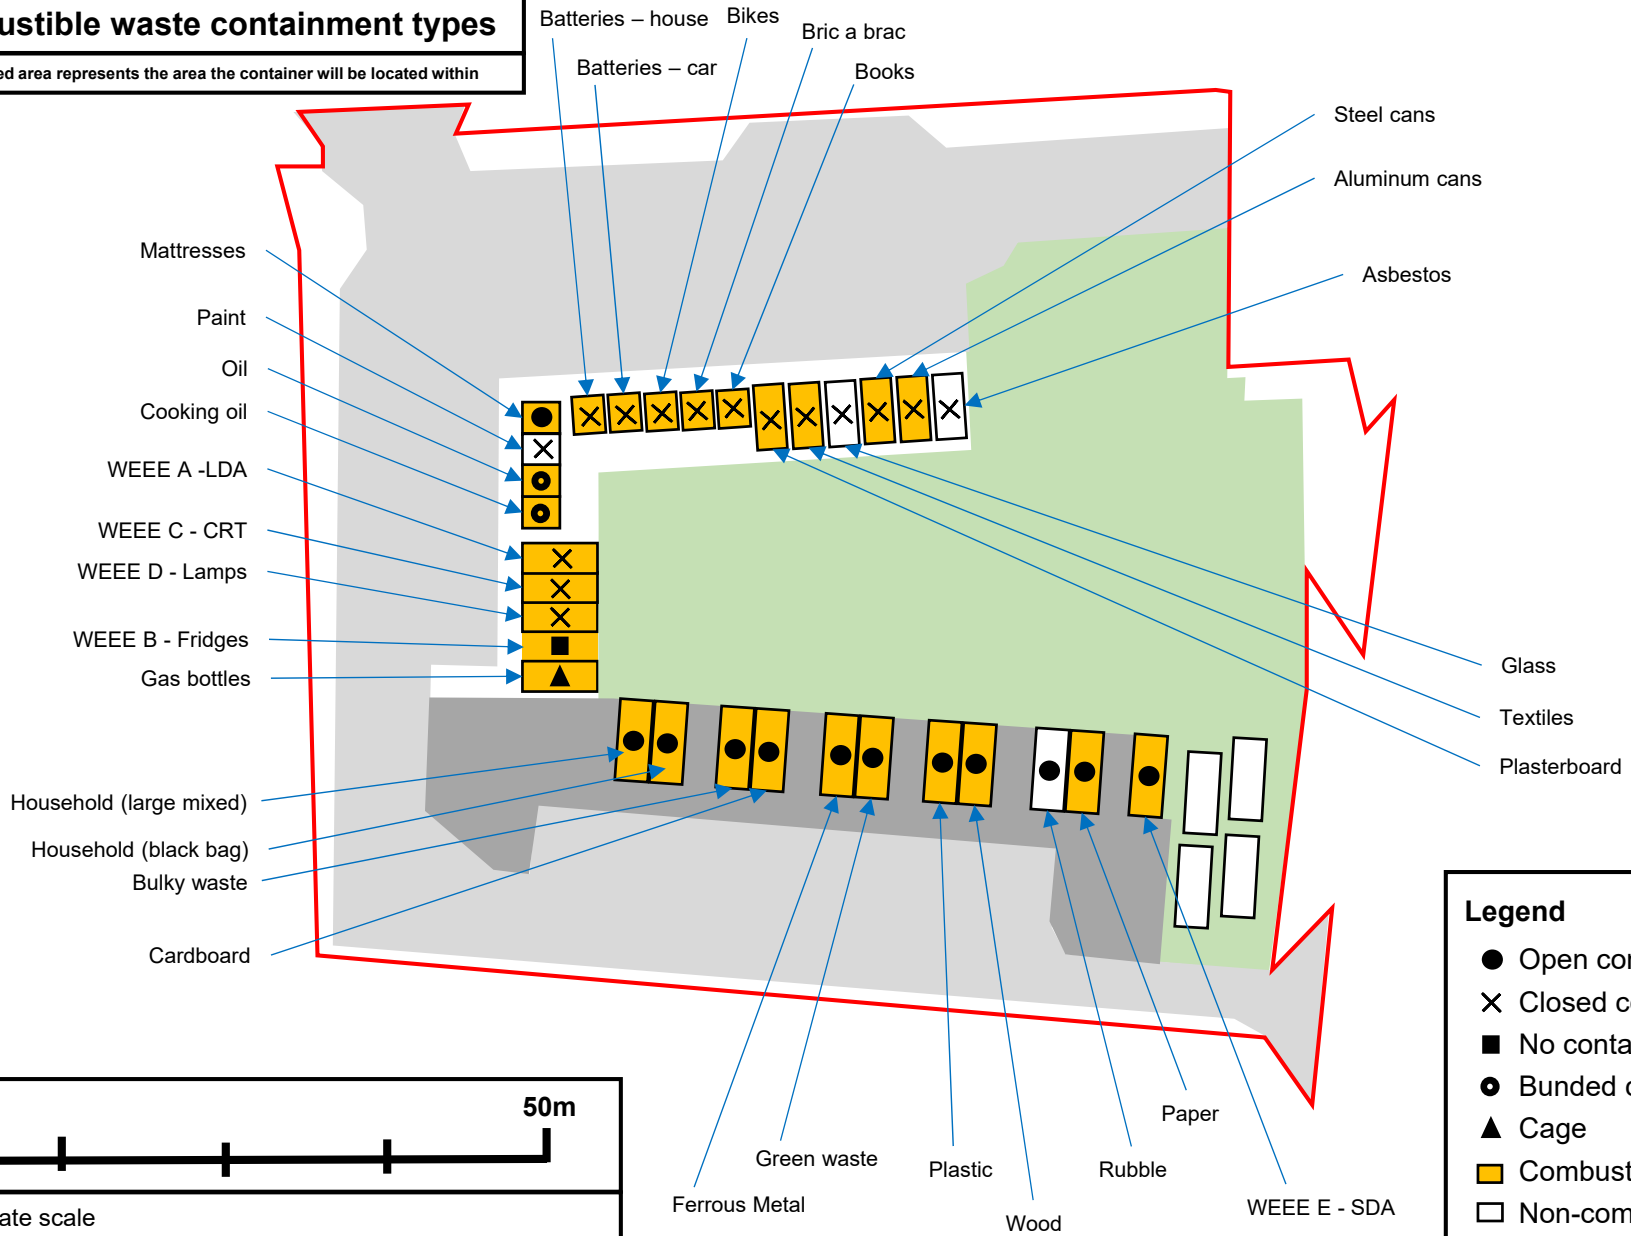 ustible waste containment types
ed area represents the area the container will be located within
Batteries – house
Bikes
Bric a brac
Batteries – car
Books
Steel cans
Aluminum cans
Asbestos
Mattresses
Paint
Oil
Cooking oil
WEEE A -LDA
WEEE C - CRT
WEEE D - Lamps
WEEE B - Fridges
Gas bottles
Glass
Textiles
Plasterboard
Household (large mixed)
Household (black bag)
Bulky waste
Cardboard
Paper
Green waste
Plastic
Rubble
Ferrous Metal
Wood
WEEE E - SDA
50m
ate scale
Legend
Open con
Closed c
No conta
Bunded c
Cage
Combust
Non-com